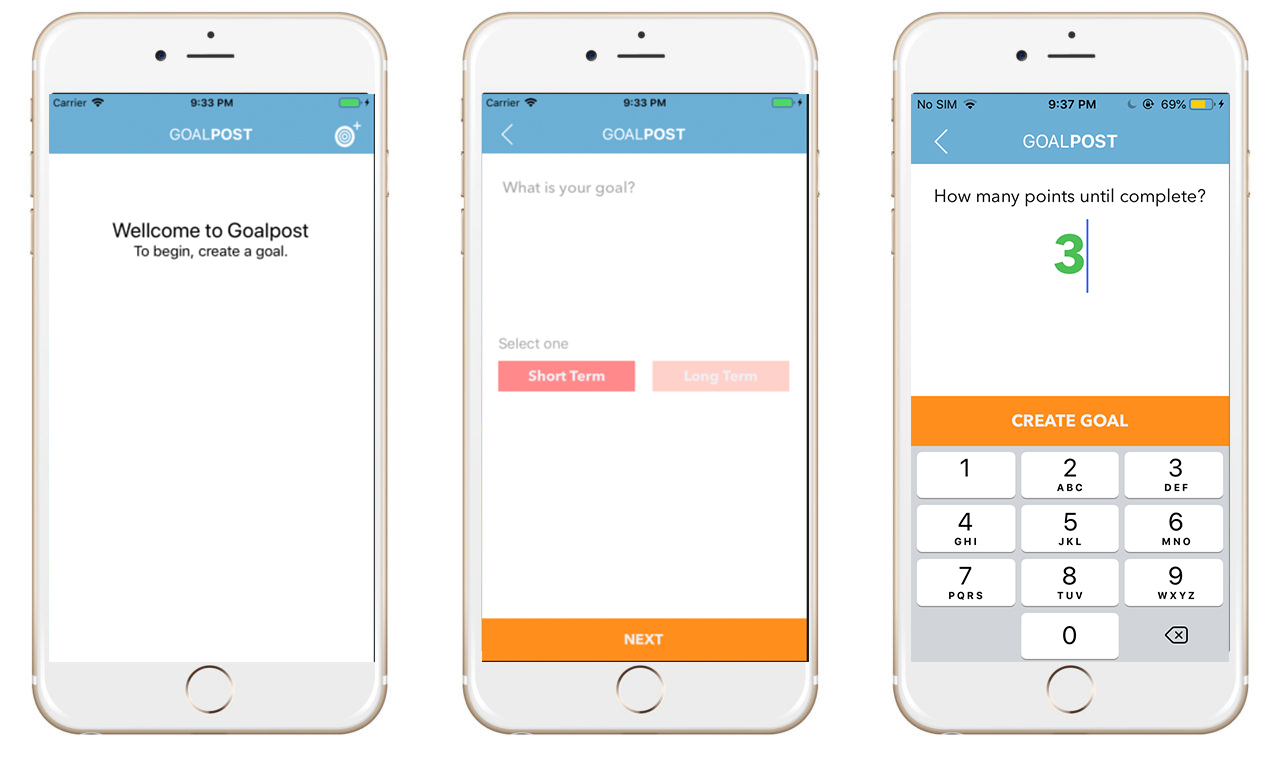 Carrier 9:33 PM
GOALPOST
Wellcome to Goalpost
To begin, create a goal.
Carrier 9:33 PM
GOALPOST
What is your goal?
Select one
Short Term Long Term
NEXT
No SIM 9:37 PM 69%
GOALPOST
How many points until complete?
3
CREATE GOAL
1 2 3
ABC DEF
4 5 6
GHI JKL MNO
7 8 9
PQRS TUV WXYZ
0